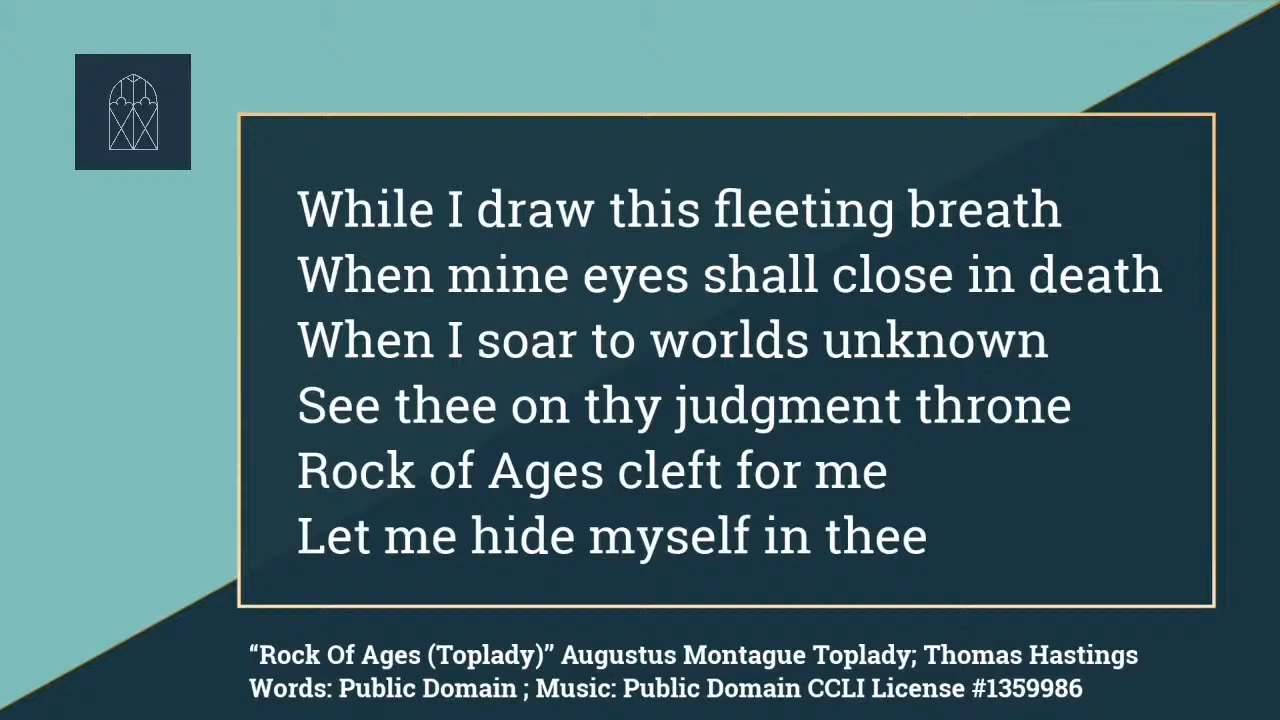 While I draw this fleeting breath
When mine eyes shall close in death
When I soar to worlds unknown
See thee on thy judgment throne
Rock of Ages cleft for me
Let me hide myself in thee
“Rock Of Ages (Toplady)” Augustus Montague Toplady; Thomas Hastings
Words: Public Domain ; Music: Public Domain CCLI License #1359986